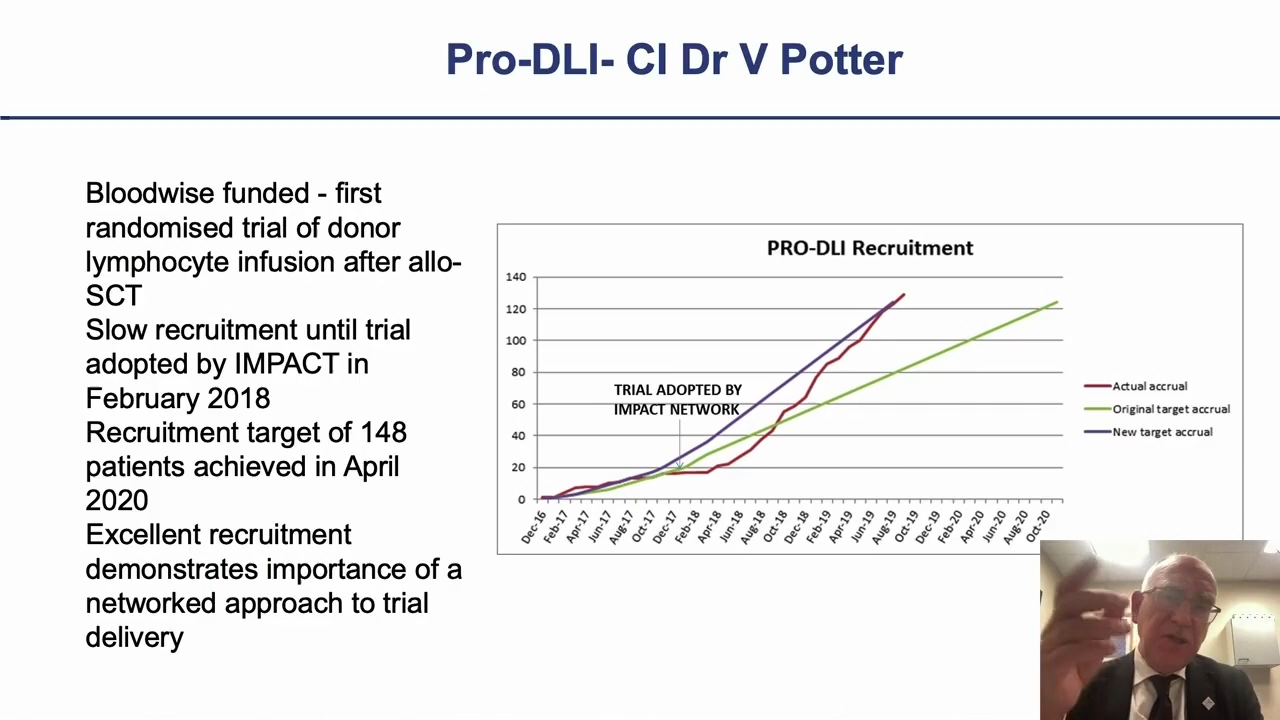 Pro-DLI- CI Dr V Potter
Bloodwise funded - first
randomised trial of donor
lymphocyte infusion after allo-
SCT
Slow recruitment until trial
adopted by IMPACT in
February 2018
Recruitment target of 148
patients achieved in April
2020
Excellent recruitment
demonstrates importance of a
networked approach to trial
delivery
PRO-DLI Recruitment
140
120
100
80
60
40
20
0
TRIAL ADOPTED BY
IMPACT NETWORK
Dec-16
Feb-17
Apr-17
Jun-17
Aug-17
Oct-17
Dec-17
Feb-18
Apr-18
Jun-18
Aug-18
Oct-18
Dec-18
Feb-19
Apr-19
Jun-19
Aug-19
Oct-19
Dec-19
Feb-20
Apr-20
Jun-20
Aug-20
Oct-20
Actual accrual
Original target accrual
New target accrual